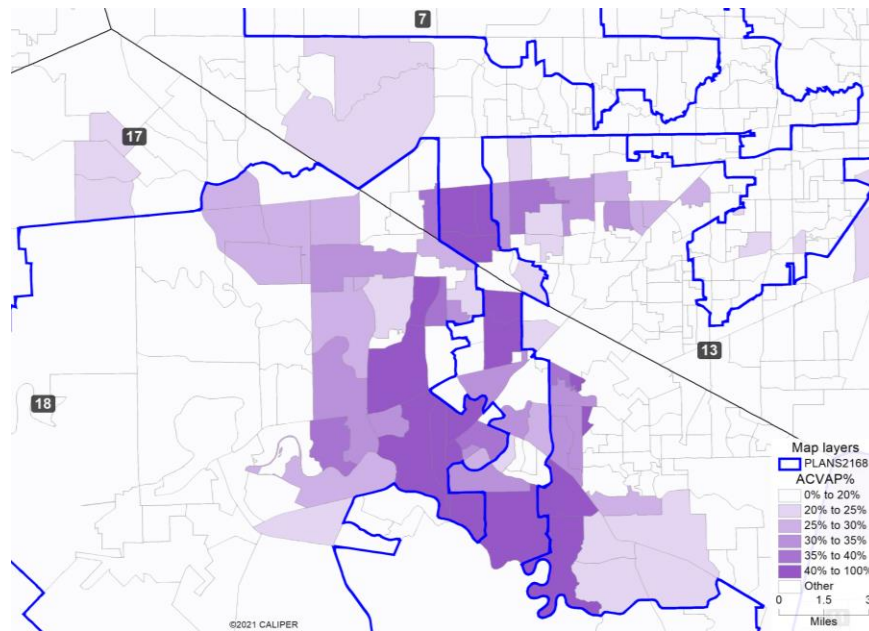 7
17
18
13
Map layers
PLANS2168
ACVAP%
0% to 20%
20% to 25%
25% to 30%
30% to 35%
35% to 40%
40% to 100%
Other
0 1.5 3
Miles
©2021 CALIPER